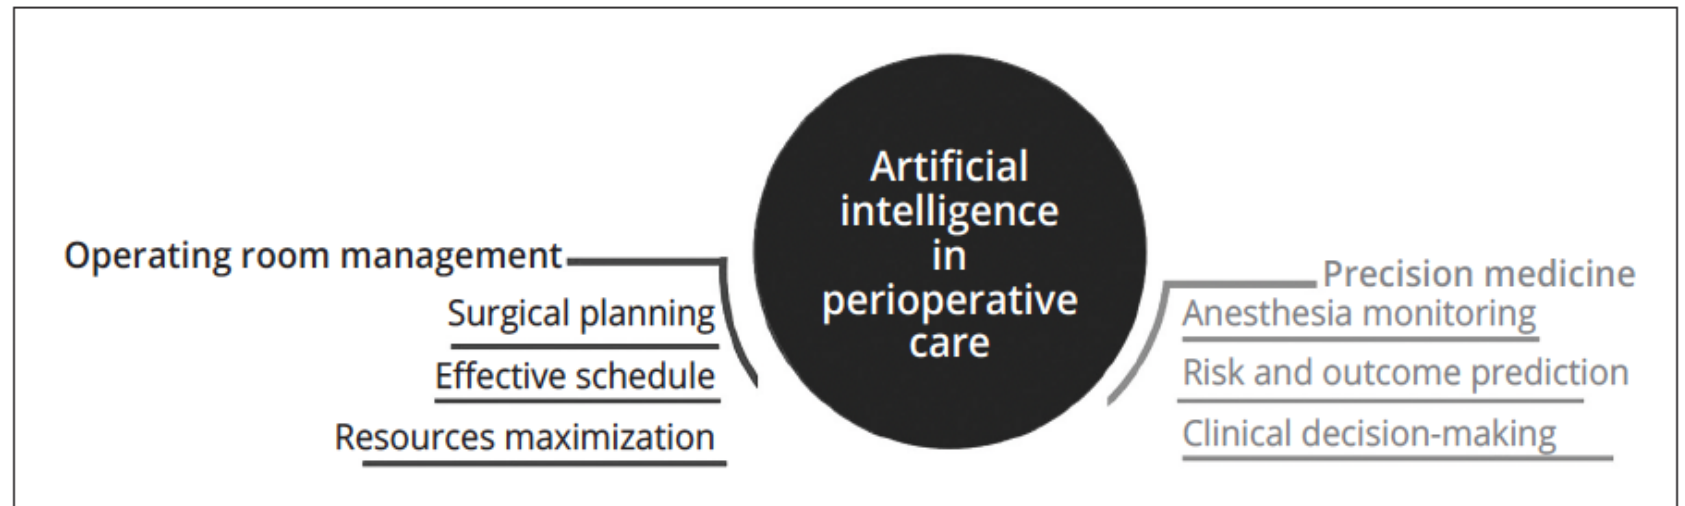 Artificial
intelligence
in
perioperative
care
Operating room management
Surgical planning
Effective schedule
Resources maximization
Precision medicine
Anesthesia monitoring
Risk and outcome prediction
Clinical decision-making